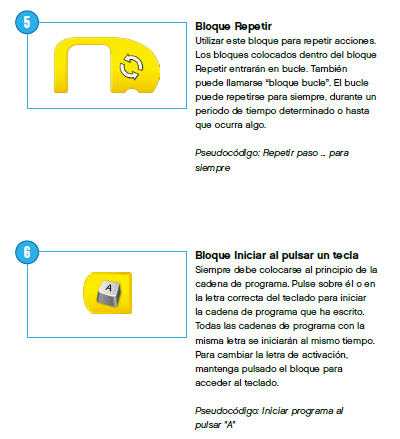 5
Bloque Repetir
Utilizar este bloque para repetir acciones.
Los bloques colocados dentro del bloque
Repetir entrarán en bucle. También
puede llamarse “bloque bucle”. El bucle
puede repetirse para siempre, durante un
periodo de tiempo determinado o hasta
que ocurra algo.
Pseudocódigo: Repetir paso ... para
siempre
6
A
Bloque Iniciar al pulsar un tecla
Siempre debe colocarse al principio de la
cadena de programa. Pulse sobre él o en
la letra correcta del teclado para iniciar
la cadena de programa que ha escrito.
Todas las cadenas de programa con la
misma letra se iniciarán al mismo tiempo.
Para cambiar la letra de activación,
mantenga pulsado el bloque para
acceder al teclado.
Pseudocódigo: Iniciar programa al
pulsar "A"